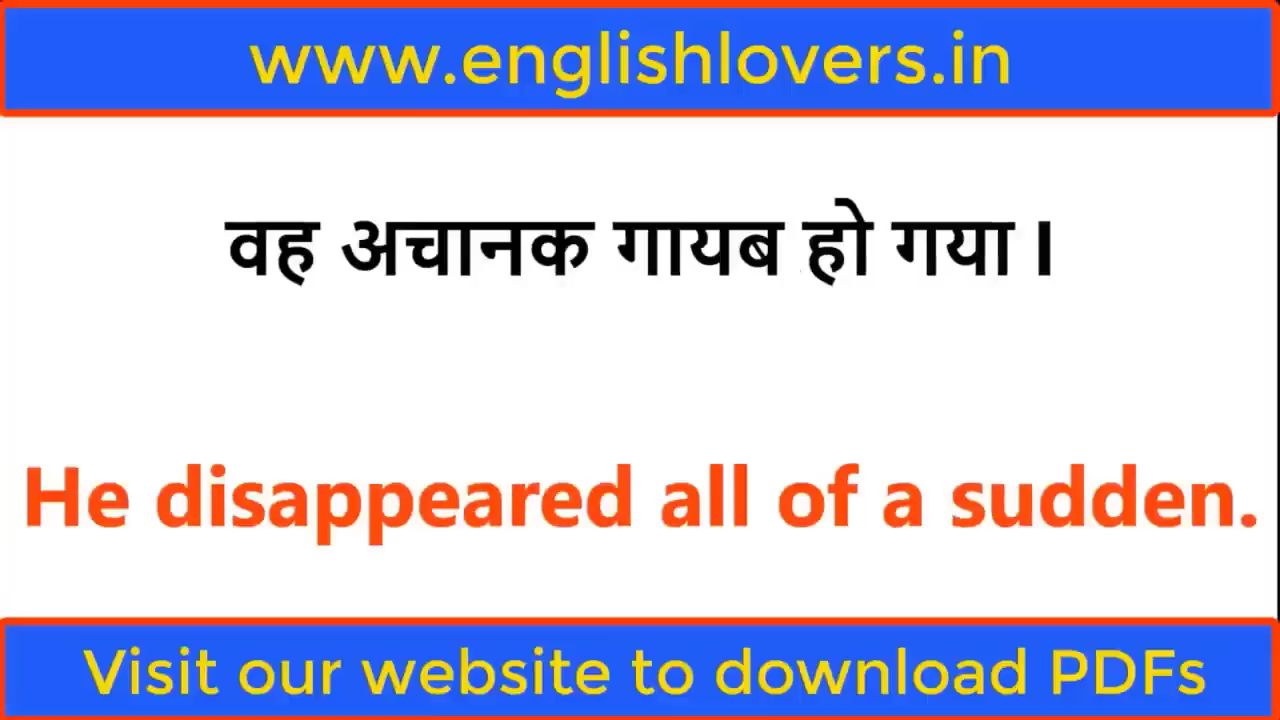 www.englishlovers.in
वह अचानक गायब हो गया ।
He disappeared all of a sudden.
Visit our website to download PDFs